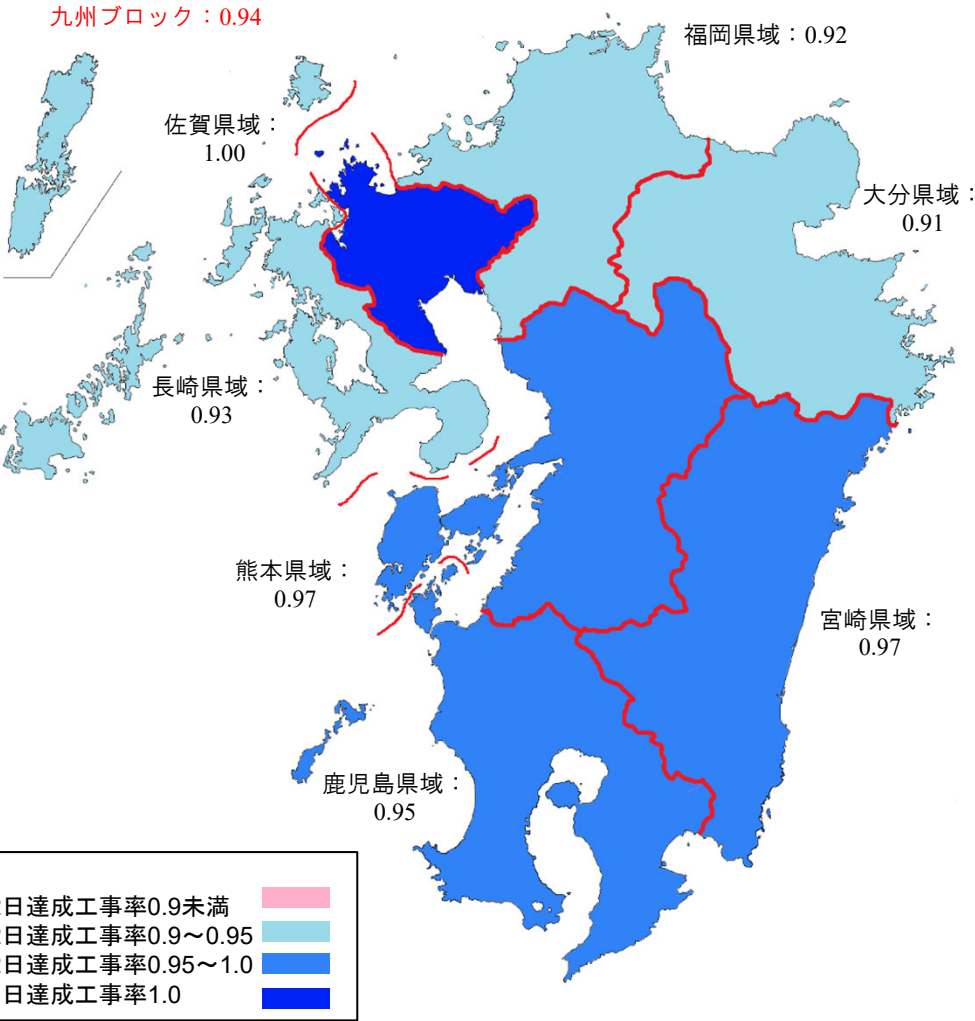 九州ブロック：0.94
福岡県域：0.92
佐賀県域：
1.00
大分県域：
0.91
長崎県域：
0.93
熊本県域：
0.97
宮崎県域：
0.97
鹿児島県域：
0.95
日達成工事率0.9未満
日達成工事率0.9～0.95
日達成工事率0.95～1.0
日達成工事率1.0